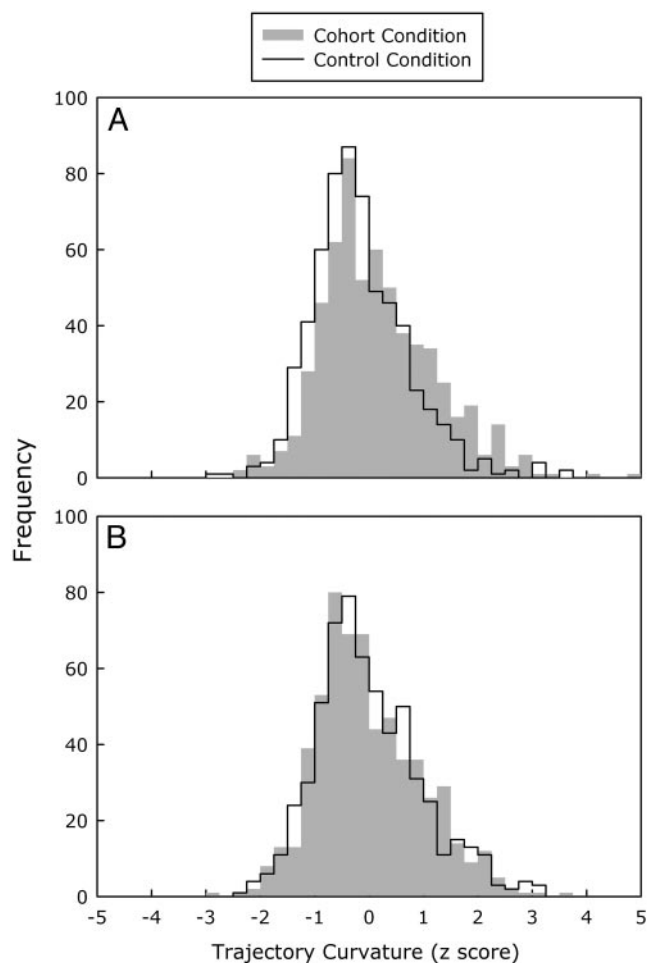 Cohort Condition
Control Condition
100
A
80
60
40
20
0
100
B
80
60
40
20
0
-5 -4 -3 -2 -1 0 1 2 3 4 5
Frequency
Trajectory Curvature (z score)